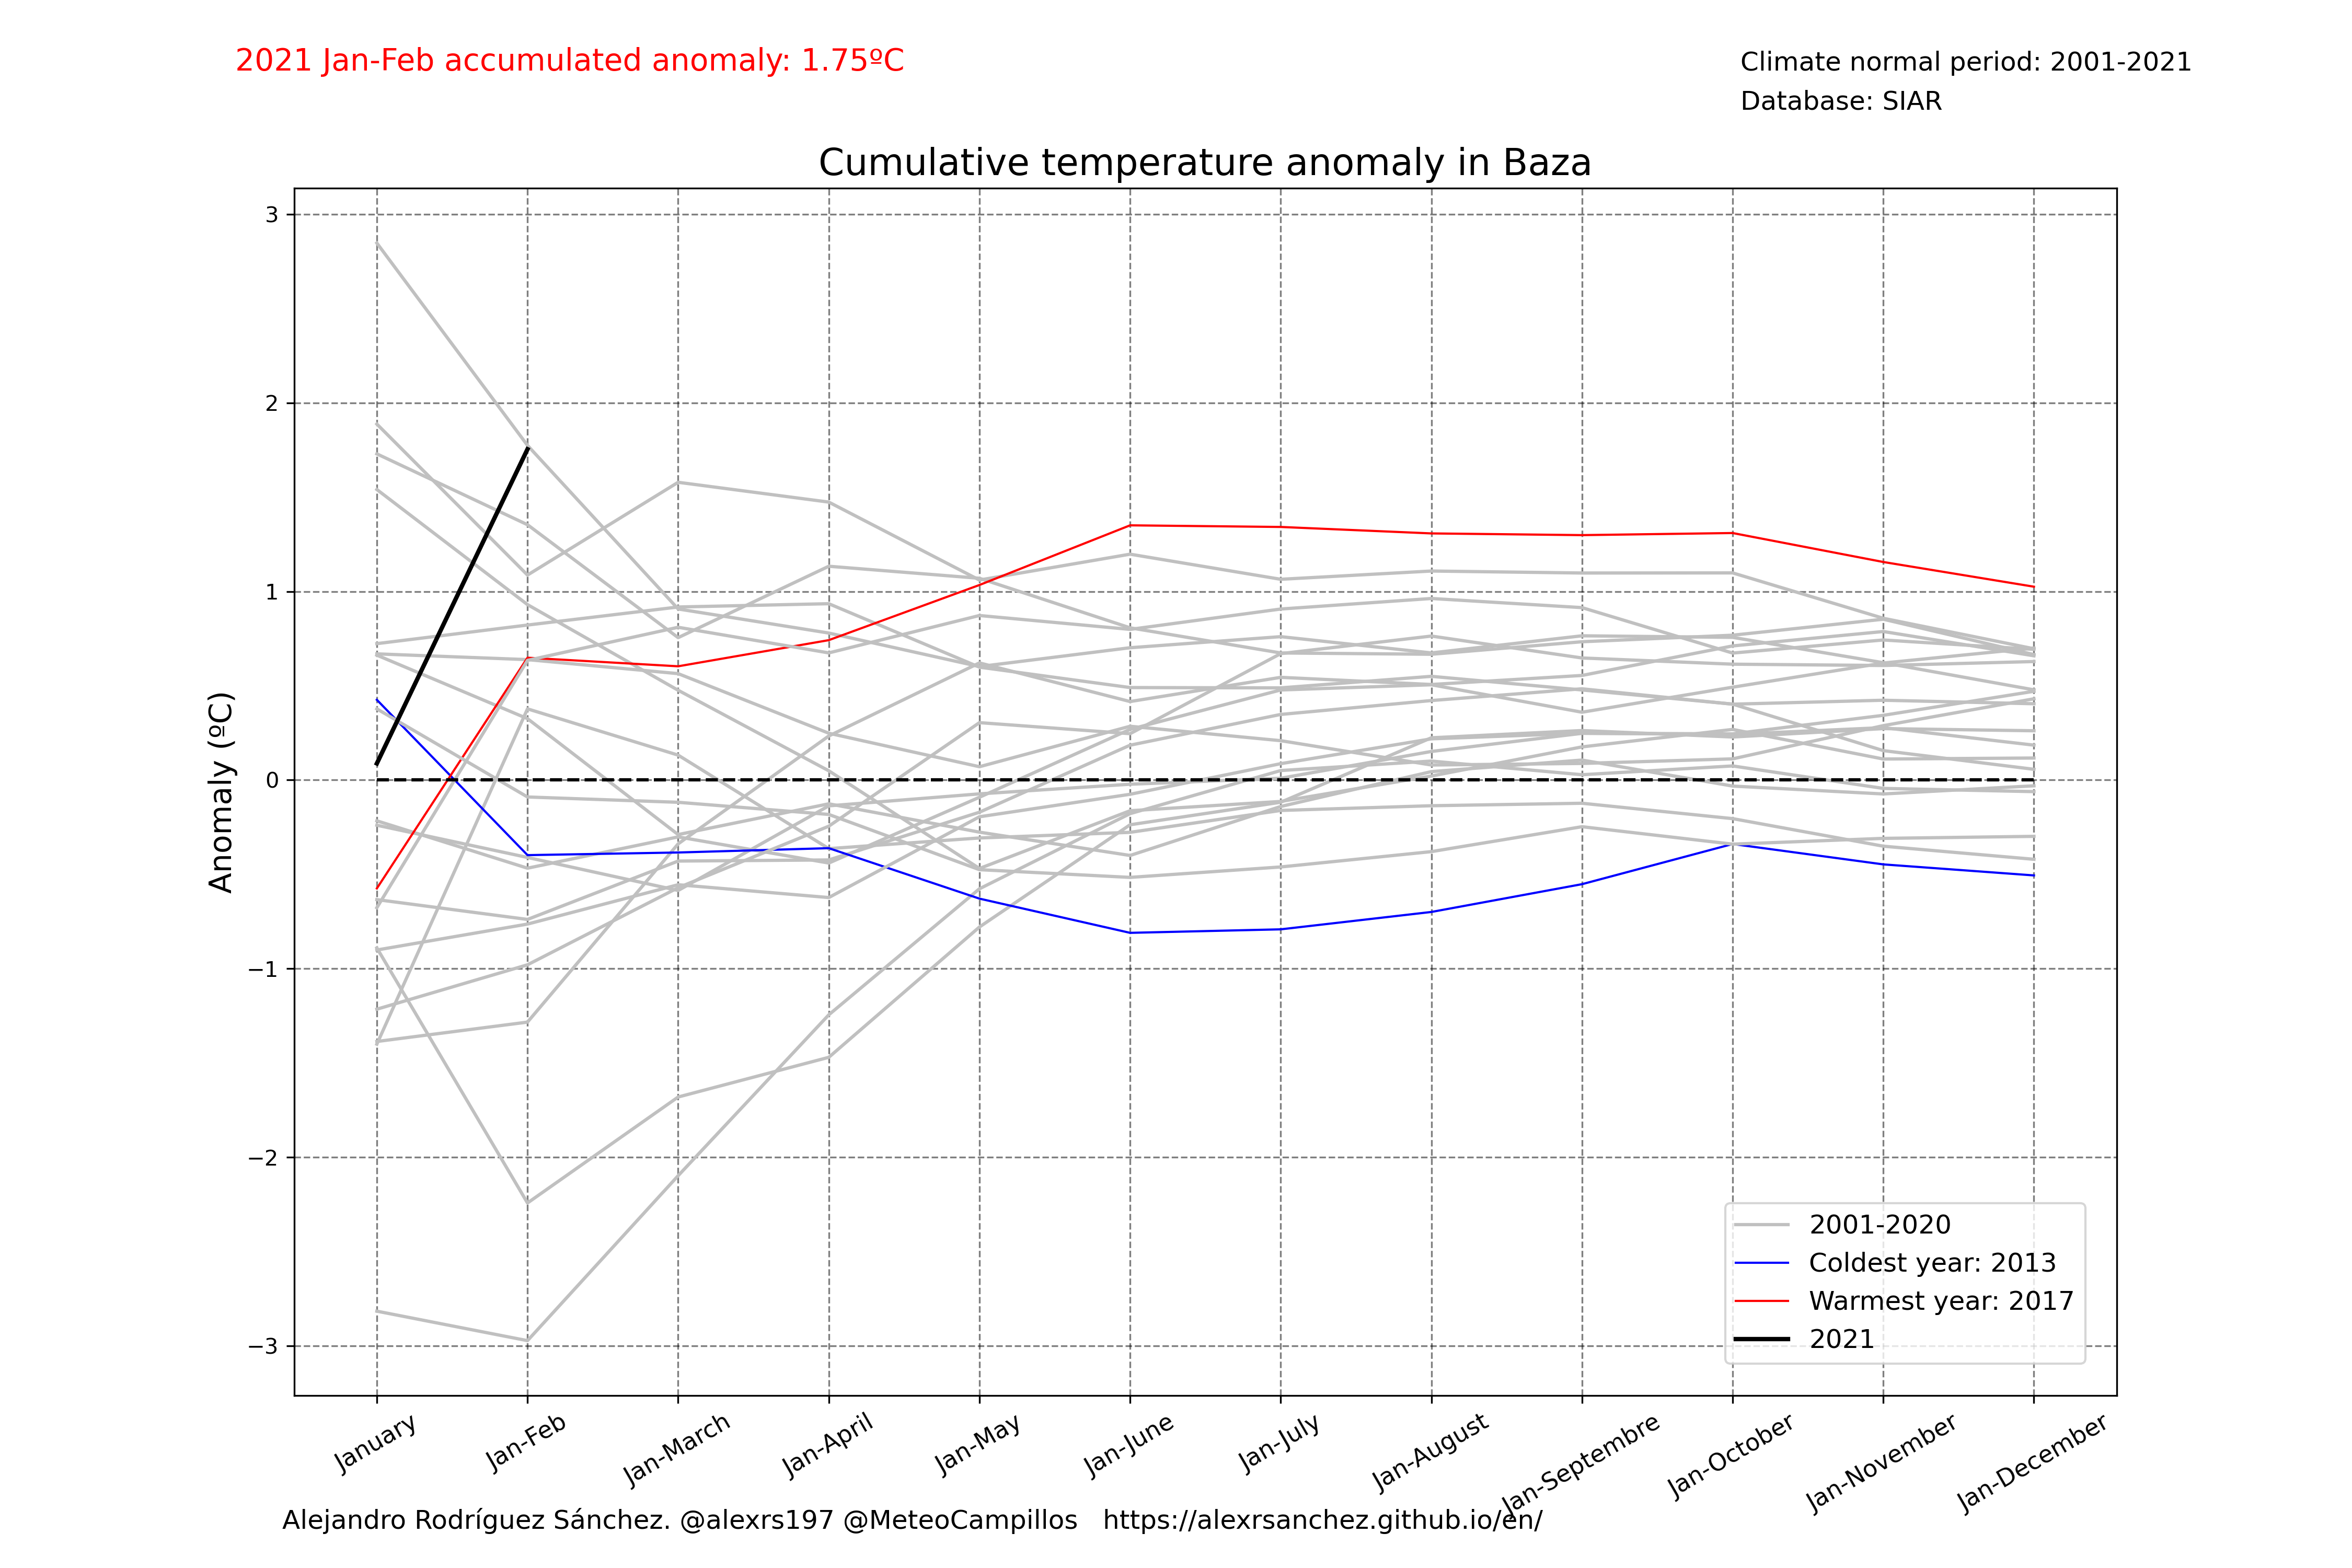 2021 Jan-Feb accumulated anomaly: 1.75ºC
Climate normal period: 2001-2021
Database: SIAR
Cumulative temperature anomaly in Baza
Anomaly (ºC)
3
2
1
0
−1
−2
−3
2001-2020
Coldest year: 2013
Warmest year: 2017
2021
January
Jan-Feb
Jan-March
Jan-April
Jan-May
Jan-June
Jan-July
Jan-August
Jan-Septembre
Jan-October
Jan-November
Jan-December
Alejandro Rodríguez Sánchez. @alexrs197 @MeteoCampillos   https://alexrsanchez.github.io/en/